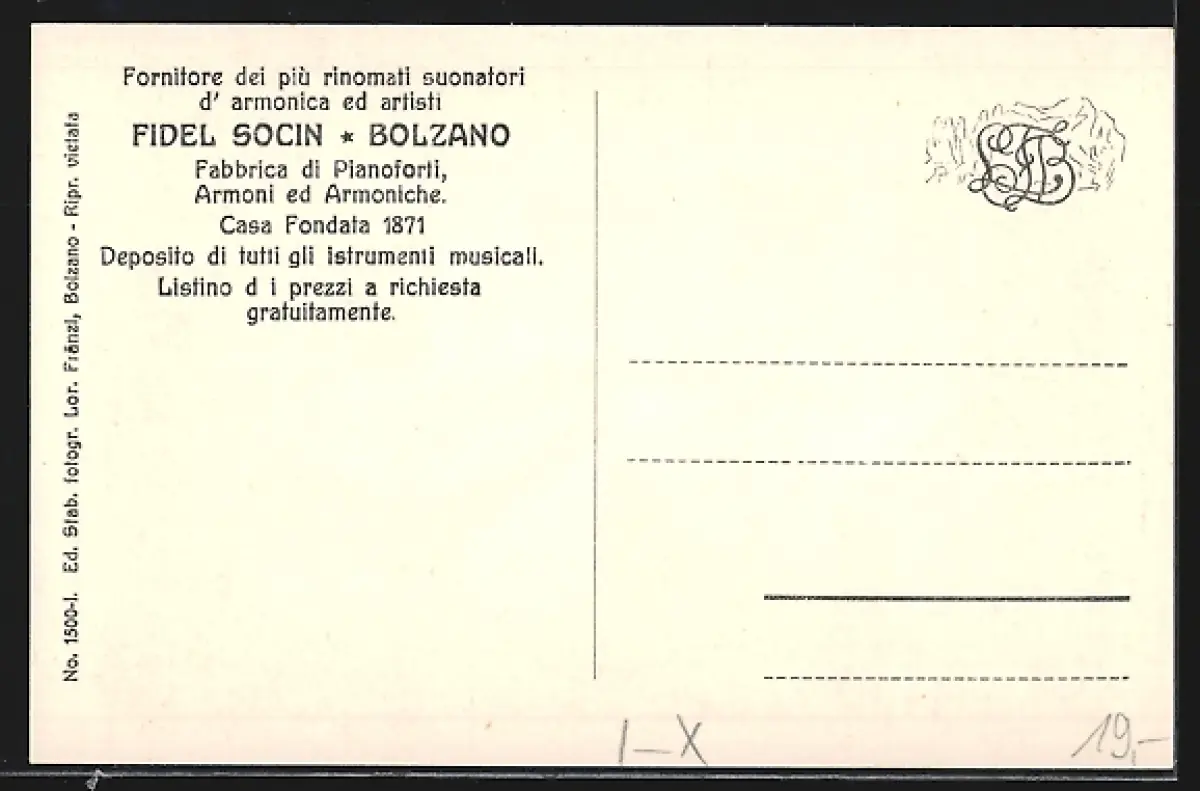 Fornitore dei più rinomati suonatori
d' armonica ed artisti
FIDEL SOCIN * BOLZANO
Fabbrica di Pianoforti,
Armoni ed Armoniche.
Casa Fondata 1871
Deposito di tutti gli istrumenti musicali.
Listino d i prezzi a richiesta
gratuitamente.
No. 1500-I. Ed. Stab. fotogr. Lor. Fränzl, Bolzano - Ripr. vietata
I-X
19,-